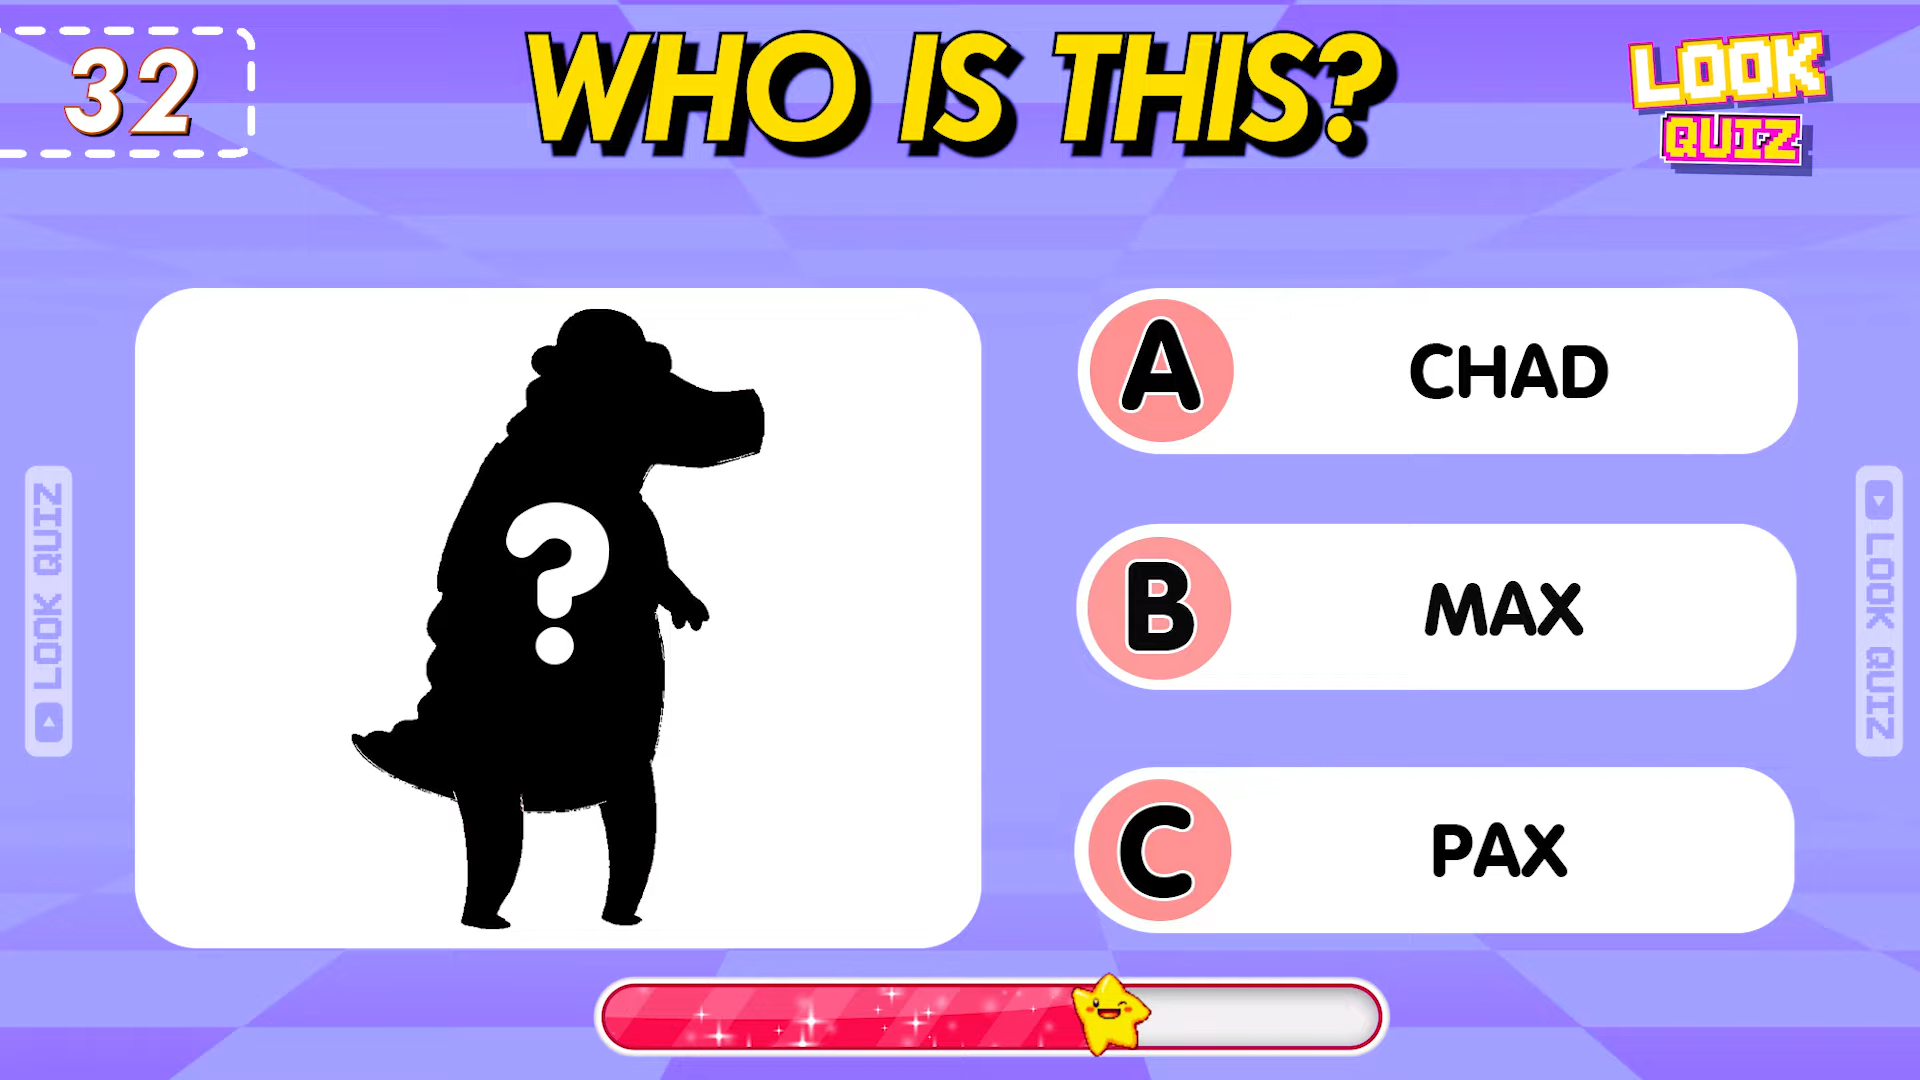 32
WHO IS THIS?
LOOK
QUIZ
?
A CHAD
B MAX
C PAX
LOOK QUIZ
LOOK QUIZ